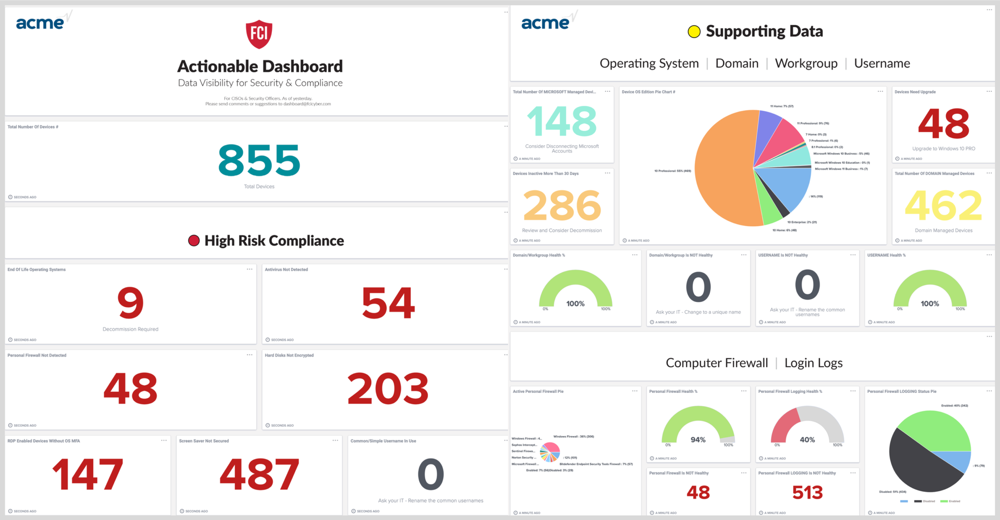 acme
FCI
Actionable Dashboard
Data Visibility for Security & Compliance
For CISOs & Security Officers. As of yesterday.
Please send comments or suggestions to dashboard@fcicyber.com
Total Number Of Devices #
855
Total Devices
SECONDS AGO
High Risk Compliance
End Of Life Operating Systems
9
Decommission Required
SECONDS AGO
Antivirus Not Detected
54
SECONDS AGO
Personal Firewall Not Detected
48
SECONDS AGO
Hard Disks Not Encrypted
203
SECONDS AGO
RDP Enabled Devices Without OS MFA
147
SECONDS AGO
Screen Saver Not Secured
487
SECONDS AGO
Common/Simple Username In Use
0
Ask your IT - Rename the common usernames
SECONDS AGO
acme
Supporting Data
Operating System | Domain | Workgroup | Username
Total Number Of MICROSOFT Managed Devi...
148
Consider Disconnecting Microsoft
Accounts
A MINUTE AGO
Devices Inactive More Than 30 Days
286
Review and Consider Decommission
A MINUTE AGO
Device OS Edition Pie Chart #
11 Home: 7% (57)
11 Professional: 9% (76)
7 Home: 0% (3)
7 Professional: 1% (6)
8.1 Professional: 0% (2)
Microsoft Windows 10 Business : 5% (46)
Microsoft Windows 10 Education : 0% (1)
Microsoft Windows 11 Business : 1% (7)
10 Professional: 55% (469)
: 14% (119)
10 Enterprise: 2% (21)
10 Home: 6% (48)
A MINUTE AGO
Devices Need Upgrade
48
Upgrade to Windows 10 PRO
A MINUTE AGO
Total Number Of DOMAIN Managed Devices
462
Domain Managed Devices
A MINUTE AGO
Domain/Workgroup Health %
100%
0% 100%
A MINUTE AGO
Domain/Workgroup Is NOT Healthy
0
Ask your IT - Change to a unique name
A MINUTE AGO
USERNAME Is NOT Healthy
0
Ask your IT - Rename the common
usernames
A MINUTE AGO
USERNAME Health %
100%
0% 100%
A MINUTE AGO
Computer Firewall | Login Logs
Active Personal Firewall Pie
Windows Firewall : 36% (306)
Windows Firewall : 4...
Sophos Intercept...
Sentinel Firewa...
Norton Security ...
: 12% (101)
Microsoft Firewall...
Bitdefender Endpoint Security Tools Firewall : 7% (57)
Enabled: 7% (56)Disabled: 3% (29)
A MINUTE AGO
Personal Firewall Health %
94%
0% 100%
A MINUTE AGO
Personal Firewall Logging Health %
40%
0% 100%
A MINUTE AGO
Personal Firewall Is NOT Healthy
48
A MINUTE AGO
Personal Firewall LOGGING Is NOT Healthy
513
A MINUTE AGO
Personal Firewall LOGGING Status Pie
Enabled: 40% (342)
: 9% (79)
Disabled: 51% (434)
Disabled Enabled
A MINUTE AGO